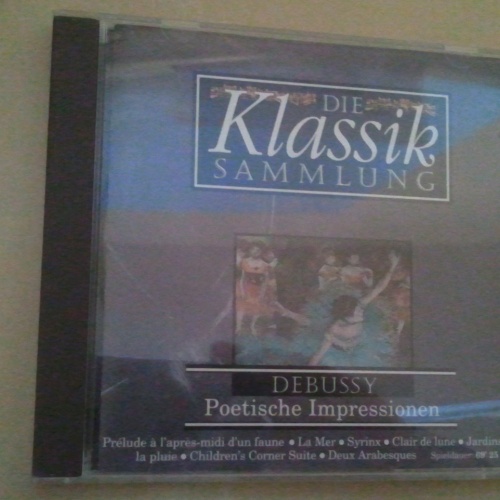 DIE
Klassik
SAMMLUNG
DEBUSSY
Poetische Impressionen
Prélude à l'après-midi d'un faune • La Mer • Syrinx • Clair de lune • Jardins
la pluie • Children's Corner Suite • Deux Arabesques Spieldauer